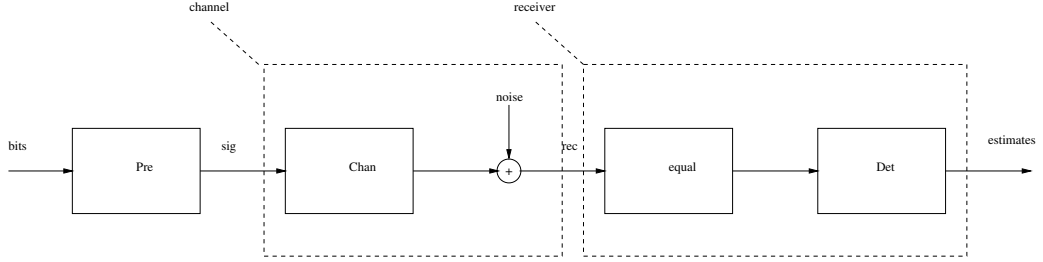 channel
receiver
noise
bits
sig
rec
estimates
Pre
Chan
+
equal
Det